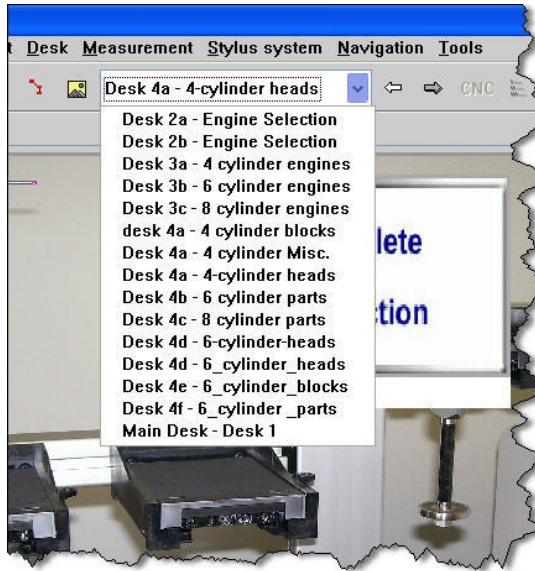 Desk Measurement Stylus system Navigation Tools
Desk 4a - 4-cylinder heads
CNC
Desk 2a - Engine Selection
Desk 2b - Engine Selection
Desk 3a - 4 cylinder engines
Desk 3b - 6 cylinder engines
Desk 3c - 8 cylinder engines
desk 4a - 4 cylinder blocks
Desk 4a - 4 cylinder Misc.
Desk 4a - 4-cylinder heads
Desk 4b - 6 cylinder parts
Desk 4c - 8 cylinder parts
Desk 4d - 6-cylinder-heads
Desk 4d - 6_cylinder_heads
Desk 4e - 6_cylinder_blocks
Desk 4f - 6_cylinder _parts
Main Desk - Desk 1
lete
ction